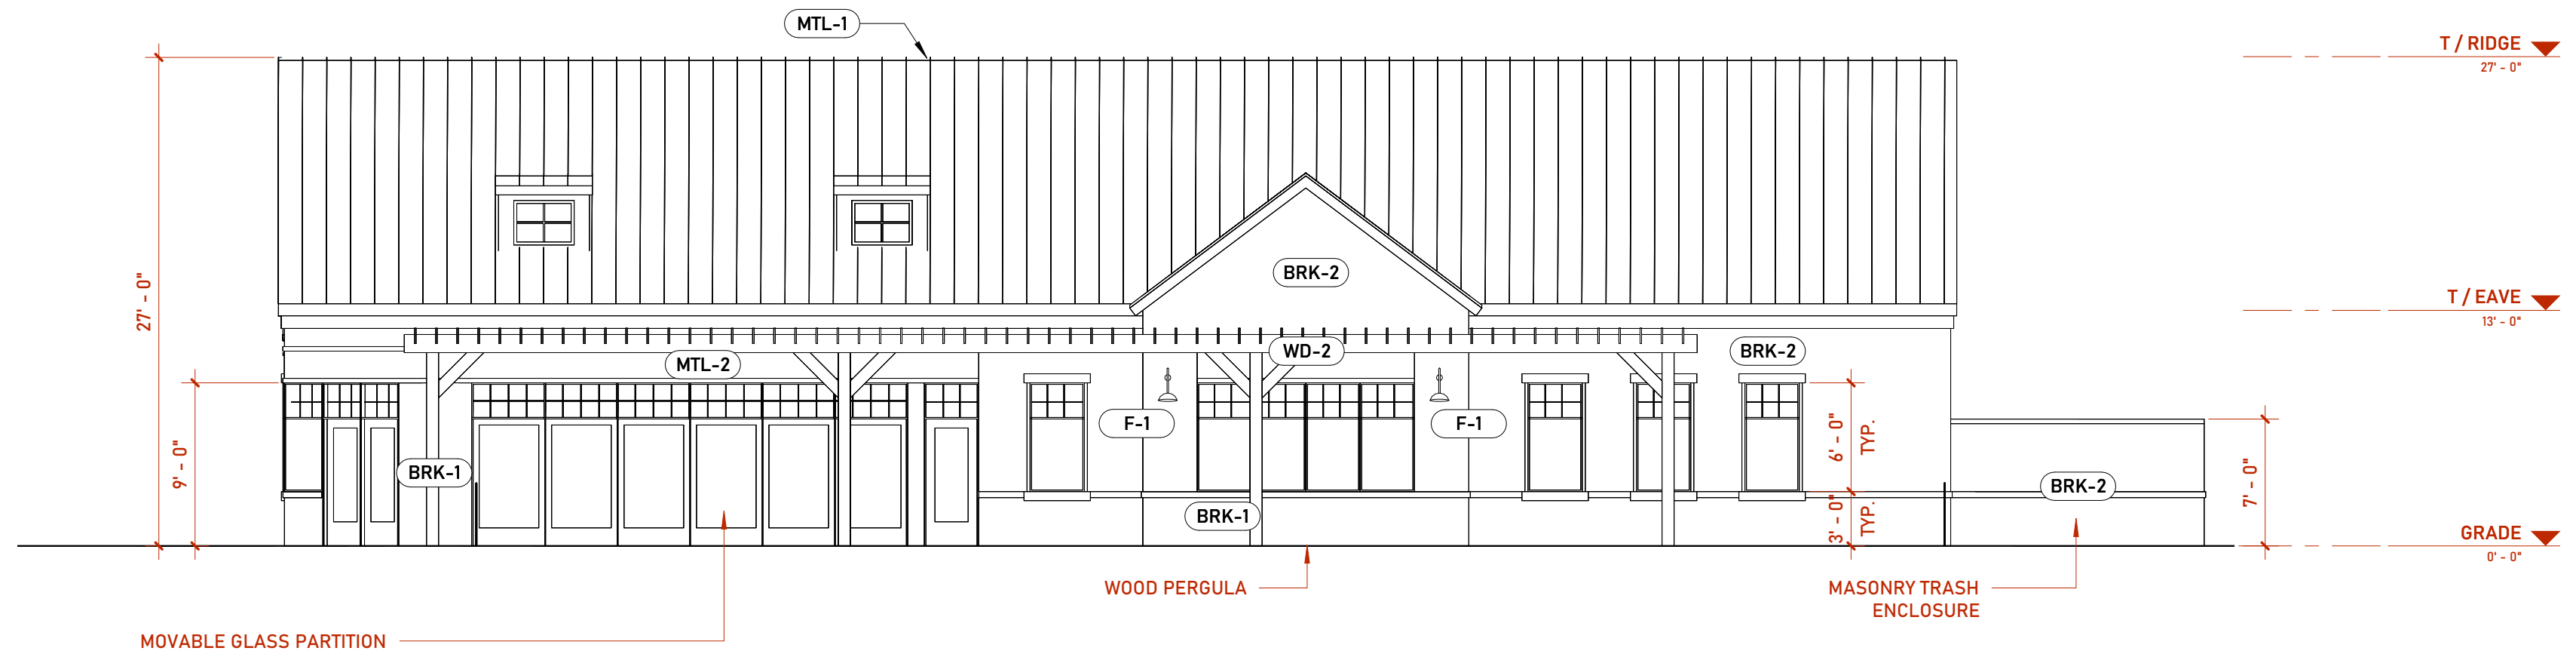 MTL-1
T / RIDGE
27' - 0"
27' - 0"
BRK-2
T / EAVE
13' - 0"
MTL-2
WD-2
BRK-2
F-1
F-1
9' - 0"
6' - 0"
TYP.
BRK-1
BRK-2
7' - 0"
BRK-1
3' - 0"
TYP.
GRADE
0' - 0"
WOOD PERGULA
MASONRY TRASH
ENCLOSURE
MOVABLE GLASS PARTITION